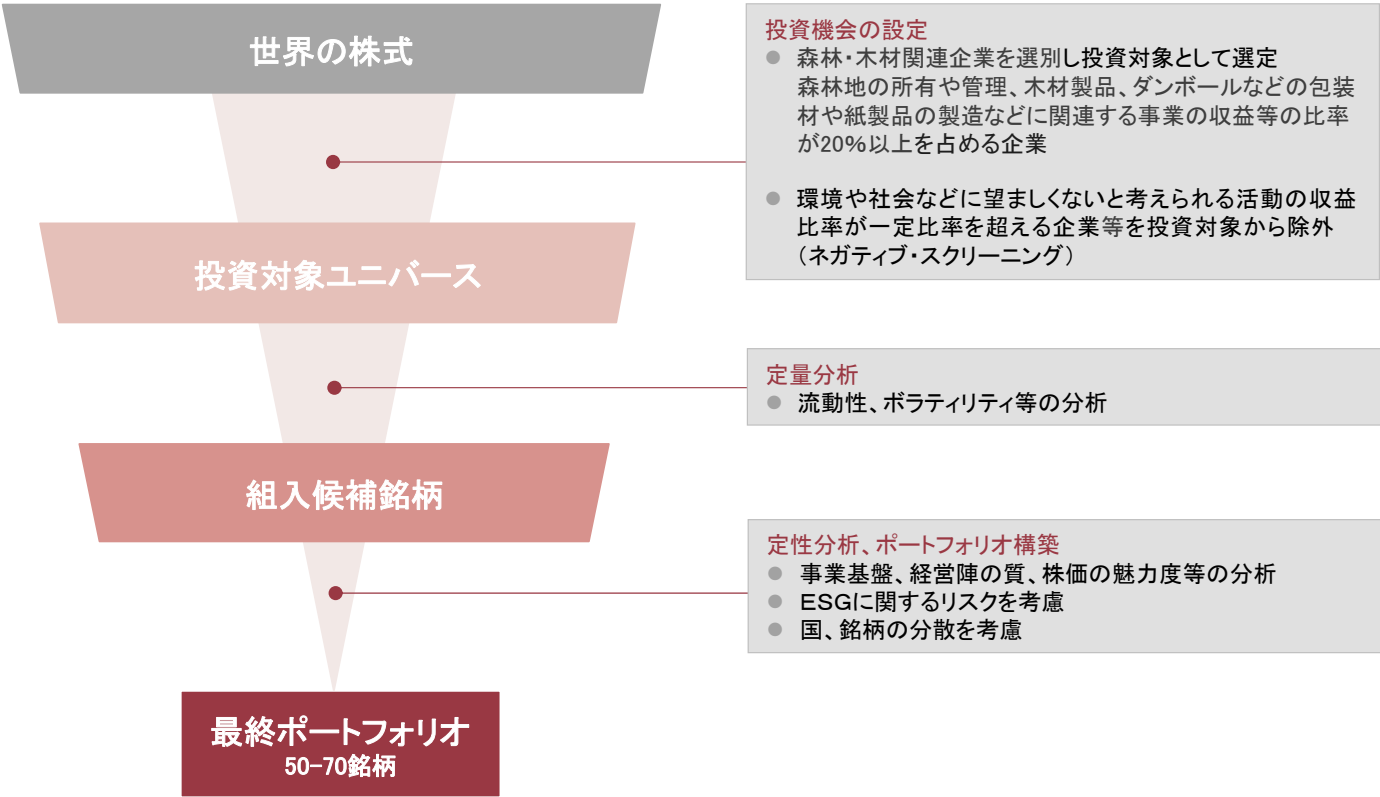 世界の株式
投資機会の設定
● 森林・木材関連企業を選別し投資対象として選定
森林地の所有や管理、木材製品、ダンボールなどの包装
材や紙製品の製造などに関連する事業の収益等の比率
が20%以上を占める企業
● 環境や社会などに望ましくないと考えられる活動の収益
比率が一定比率を超える企業等を投資対象から除外
（ネガティブ・スクリーニング）
投資対象ユニバース
定量分析
● 流動性、ボラティリティ等の分析
組入候補銘柄
定性分析、ポートフォリオ構築
● 事業基盤、経営陣の質、株価の魅力度等の分析
● ESGに関するリスクを考慮
● 国、銘柄の分散を考慮
最終ポートフォリオ
50-70銘柄